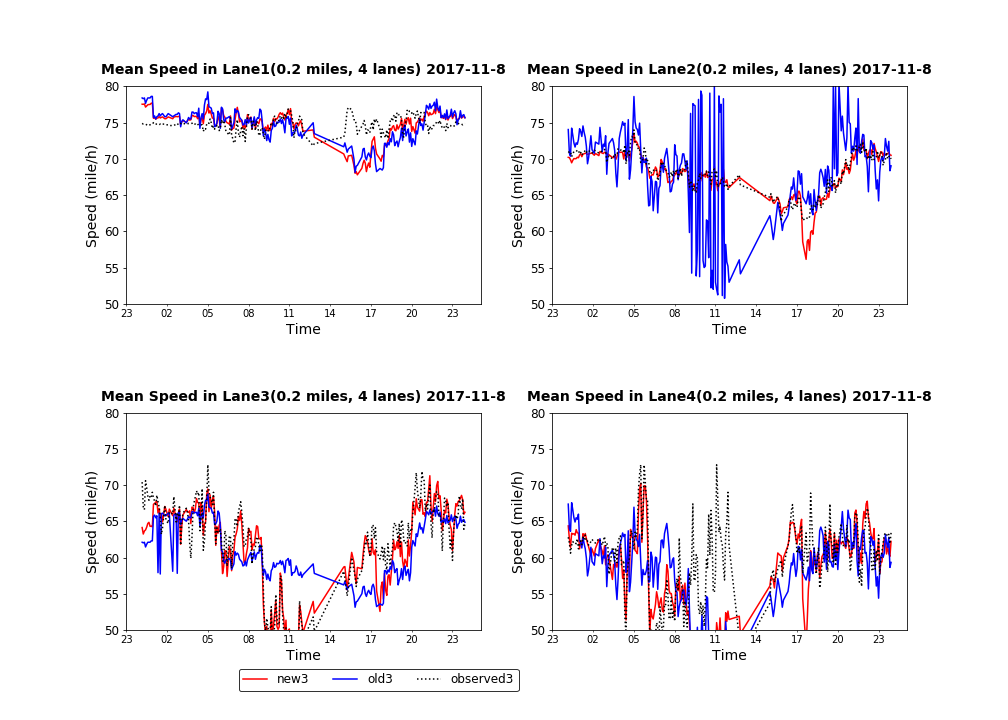 Mean Speed in Lane1(0.2 miles, 4 lanes) 2017-11-8
80
75
70
65
60
55
50
Speed (mile/h)
23 02 05 08 11 14 17 20 23
Time
Mean Speed in Lane2(0.2 miles, 4 lanes) 2017-11-8
80
75
70
65
60
55
50
Speed (mile/h)
23 02 05 08 11 14 17 20 23
Time
Mean Speed in Lane3(0.2 miles, 4 lanes) 2017-11-8
80
75
70
65
60
55
50
Speed (mile/h)
23 02 05 08 11 14 17 20 23
Time
Mean Speed in Lane4(0.2 miles, 4 lanes) 2017-11-8
80
75
70
65
60
55
50
Speed (mile/h)
23 02 05 08 11 14 17 20 23
Time
new3 old3 observed3